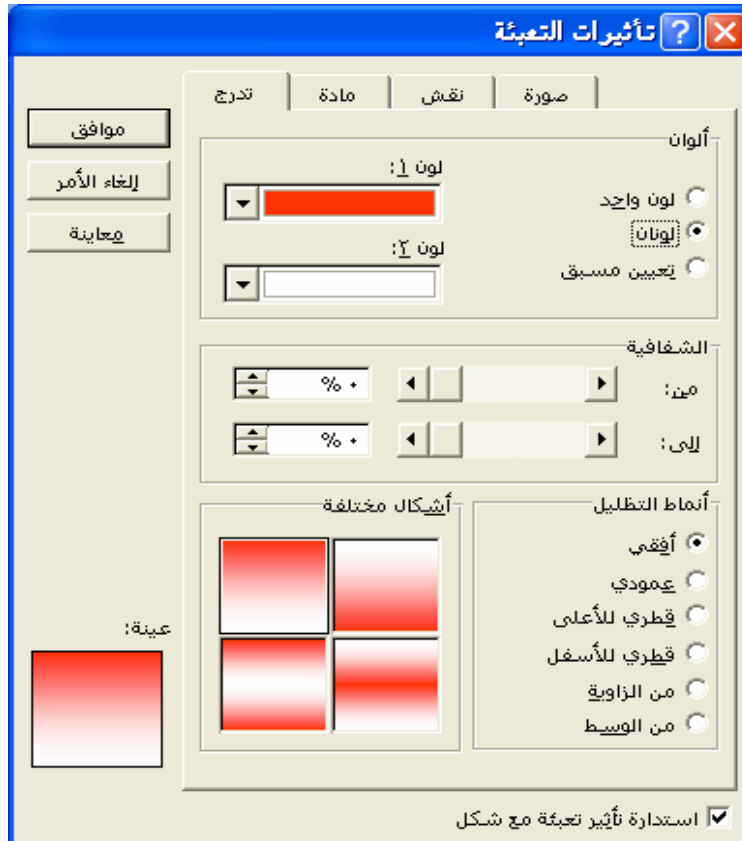 تأثيرات التعبئة
صورة
نقش
مادة
تدرج
ألوان
لون واحد
لونان
تعيين مسبق
لون ١:
لون ٢:
موافق
إلغاء الأمر
معاينة
الشفافية
من:
٠ %
إلى:
٠ %
أنماط التظليل
أفقي
عمودي
قطري للأعلى
قطري للأسفل
من الزاوية
من الوسط
أشكال مختلفة
عينة:
استدارة تأثير تعبئة مع شكل